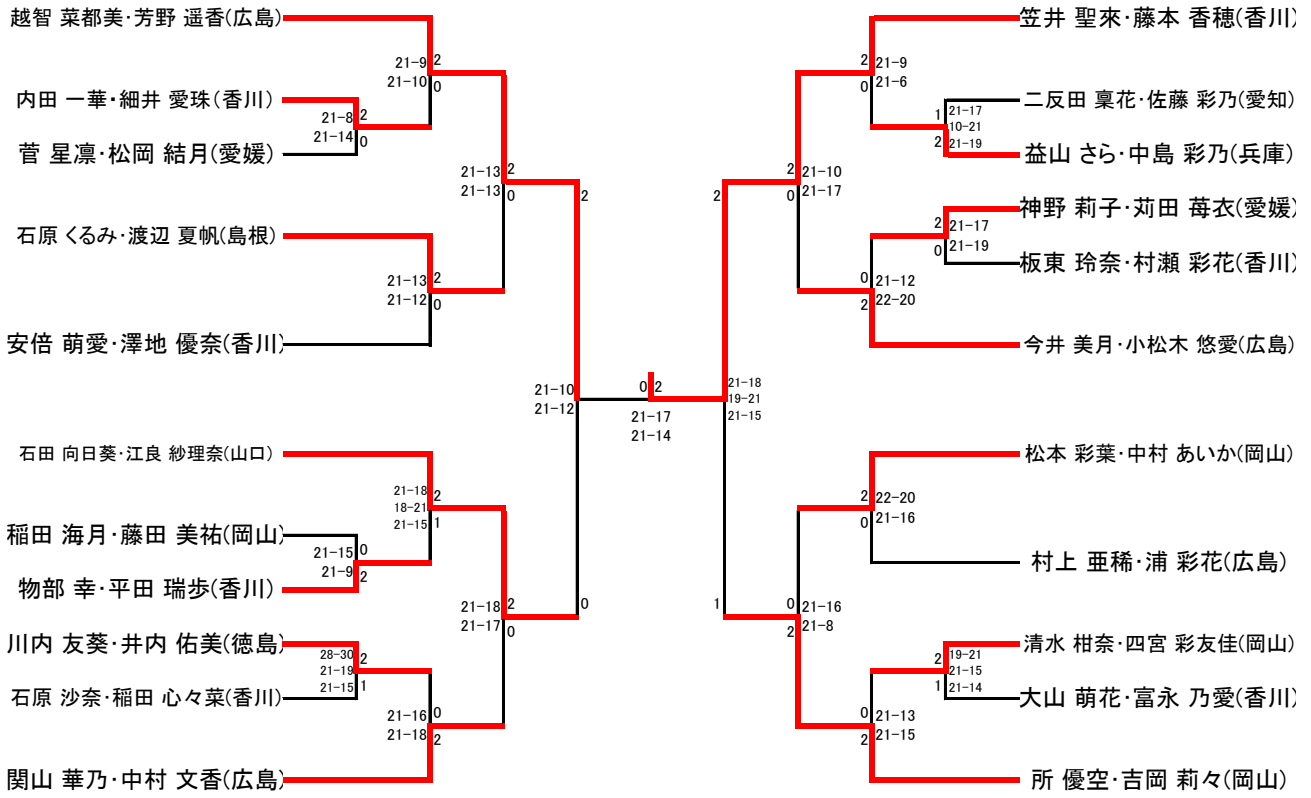 越智 菜都美・芳野 遥香(広島)
21-9 2
21-10 0
内田 一華・細井 愛珠(香川)
21-8 2
21-14 0
菅 星凛・松岡 結月(愛媛)
21-13 2
21-13 0
石原 くるみ・渡辺 夏帆(島根)
21-13 2
21-12 0
安倍 萌愛・澤地 優奈(香川)
2
21-10
21-12
0
石田 向日葵・江良 紗理奈(山口)
21-18 2
18-21
21-15 1
稲田 海月・藤田 美祐(岡山)
21-15 0
21-9 2
物部 幸・平田 瑞歩(香川)
21-18 2
21-17 0
川内 友葵・井内 佑美(徳島)
28-30 2
21-19
21-15 1
石原 沙奈・稲田 心々菜(香川)
21-16 0
21-18 2
関山 華乃・中村 文香(広島)
0 2
21-17
21-14
笠井 聖來・藤本 香穂(香川)
2 21-9
0 21-6
二反田 稟花・佐藤 彩乃(愛知)
1 21-17
10-21
2 21-19
益山 さら・中島 彩乃(兵庫)
2 21-10
0 21-17
神野 莉子・苅田 苺衣(愛媛)
2 21-17
0 21-19
板東 玲奈・村瀬 彩花(香川)
0 21-12
2 22-20
今井 美月・小松木 悠愛(広島)
2
21-18
19-21
21-15
1
松本 彩葉・中村 あいか(岡山)
2 22-20
0 21-16
村上 亜稀・浦 彩花(広島)
0 21-16
2 21-8
清水 柑奈・四宮 彩友佳(岡山)
2 19-21
21-15
1 21-14
大山 萌花・富永 乃愛(香川)
0 21-13
2 21-15
所 優空・吉岡 莉々(岡山)